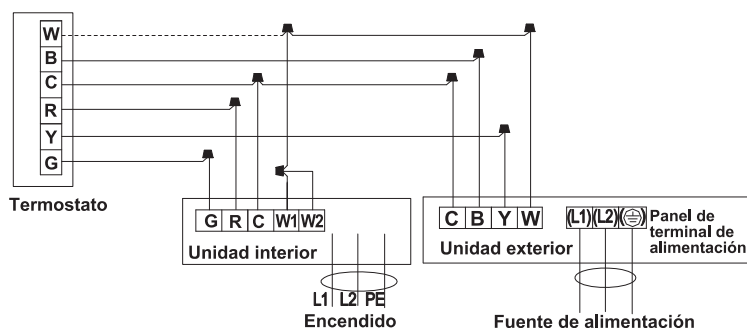 W
B
C
R
Y
G
Termostato
G R C W1 W2
Unidad interior
L1 L2 PE
Encendido
C B Y W
Unidad exterior
(L1) (L2) (⏚)
Panel de
terminal de
alimentación
Fuente de alimentación